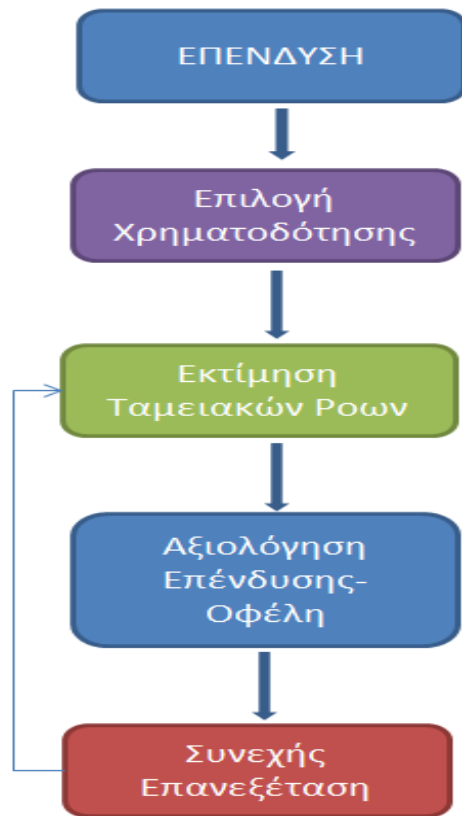 ΕΠΕΝΔΥΣΗ
Επιλογή
Χρηματοδότησης
Εκτίμηση
Ταμειακών Ροων
Αξιολόγηση
Επένδυσης-
Οφέλη
Συνεχής
Επανεξέταση